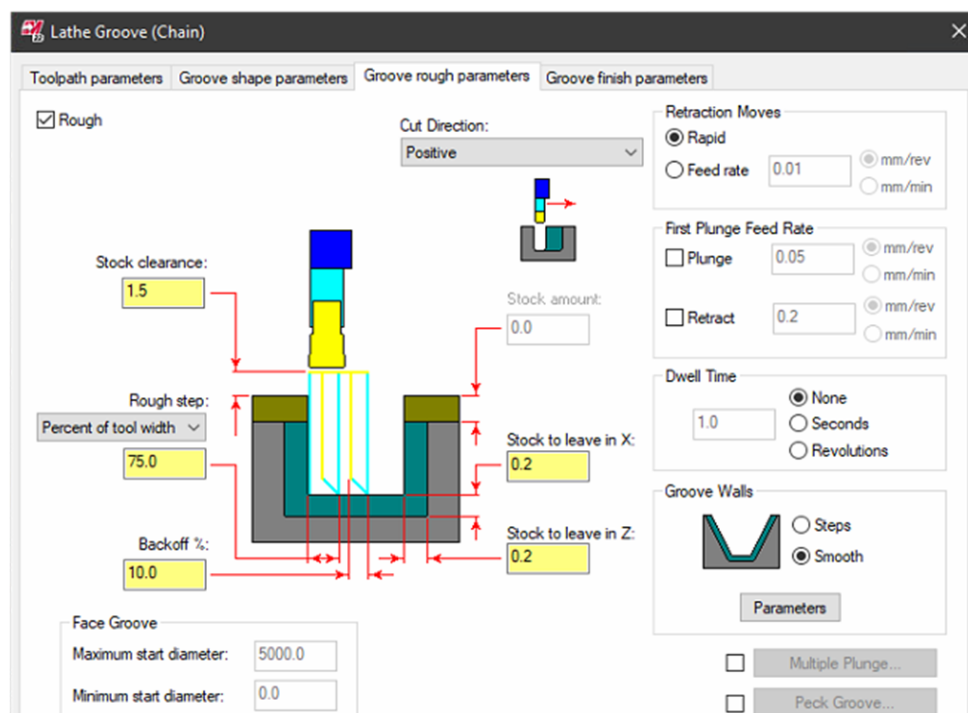 Lathe Groove (Chain)
Toolpath parameters
Groove shape parameters
Groove rough parameters
Groove finish parameters
Rough
Cut Direction:
Positive
Stock clearance:
1.5
Stock amount:
0.0
Rough step:
Percent of tool width
75.0
Stock to leave in X:
0.2
Backoff %:
10.0
Stock to leave in Z:
0.2
Face Groove
Maximum start diameter:
5000.0
Minimum start diameter:
0.0
Retraction Moves
Rapid
Feed rate
0.01
mm/rev
mm/min
First Plunge Feed Rate
Plunge
0.05
mm/rev
mm/min
Retract
0.2
mm/rev
mm/min
Dwell Time
1.0
None
Seconds
Revolutions
Groove Walls
Steps
Smooth
Parameters
Multiple Plunge...
Peck Groove...